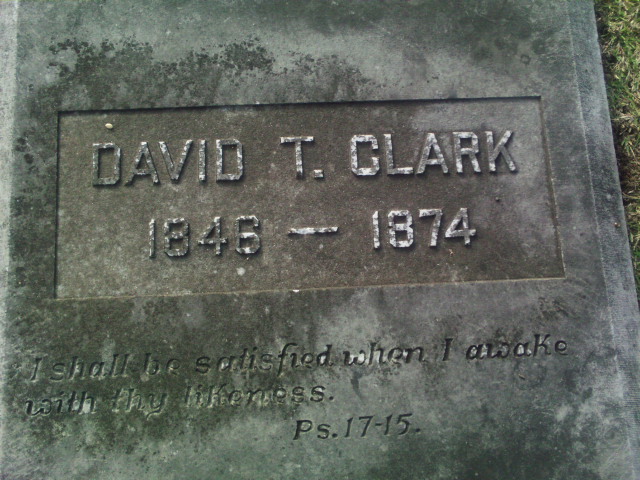 DAVID T. CLARK
1846 — 1874
I shall be satisfied when I awake
with thy likeness.
Ps. 17-15.